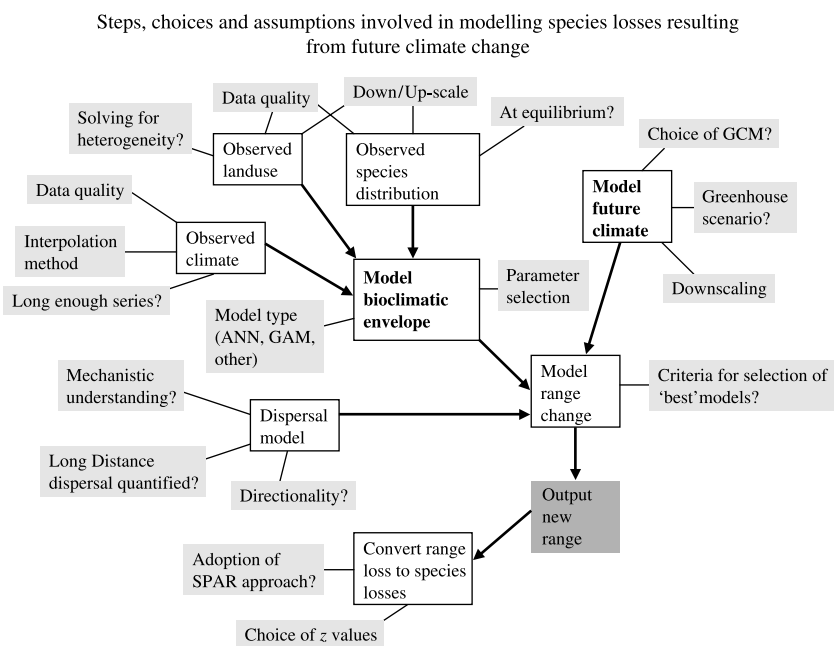 Steps, choices and assumptions involved in modelling species losses resulting
from future climate change
Data quality
Down/Up-scale
Solving for
heterogeneity?
At equilibrium?
Choice of GCM?
Observed
landuse
Observed
species
distribution
Data quality
Model
future
climate
Greenhouse
scenario?
Interpolation
method
Observed
climate
Long enough series?
Model
bioclimatic
envelope
Parameter
selection
Downscaling
Model type
(ANN, GAM,
other)
Mechanistic
understanding?
Model
range
change
Criteria for selection of
‘best’models?
Dispersal
model
Long Distance
dispersal quantified?
Directionality?
Output
new
range
Adoption of
SPAR approach?
Convert range
loss to species
losses
Choice of z values